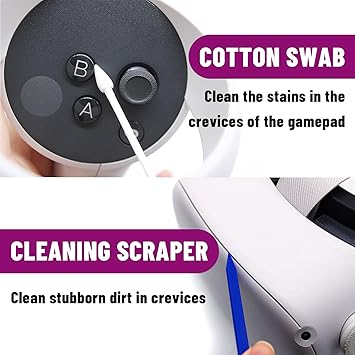 B
A
COTTON SWAB
Clean the stains in the
crevices of the gamepad
CLEANING SCRAPER
Clean stubborn dirt in crevices